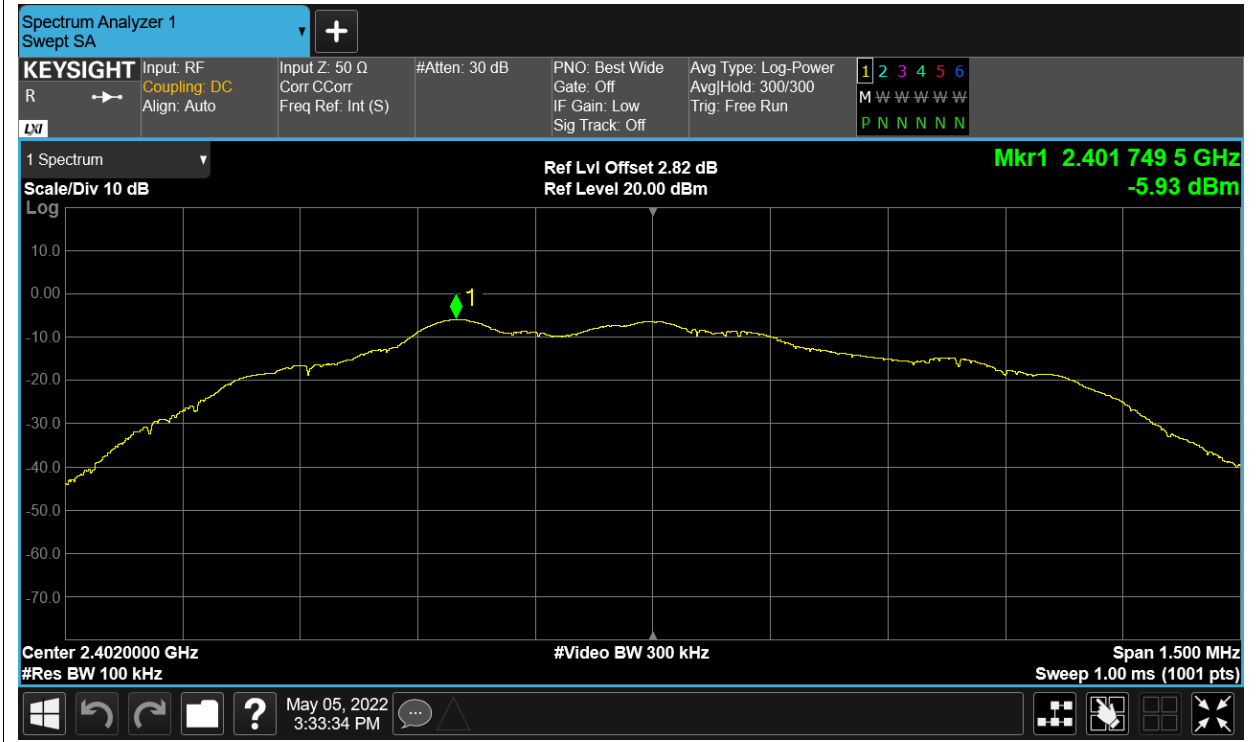 Spectrum Analyzer 1
Swept SA
+
KEYSIGHT Input: RF Input Z: 50 Ω #Atten: 30 dB PNO: Best Wide Avg Type: Log-Power 1 2 3 4 5 6
R Coupling: DC Corr CCorr Gate: Off Avg|Hold: 300/300 M W W W W W
Align: Auto Freq Ref: Int (S) IF Gain: Low Trig: Free Run P N N N N N
LXI Sig Track: Off
1 Spectrum Ref Lvl Offset 2.82 dB Mkr1 2.401 749 5 GHz
Scale/Div 10 dB Ref Level 20.00 dBm -5.93 dBm
Log
10.0
0.00
1
-10.0
-20.0
-30.0
-40.0
-50.0
-60.0
-70.0
Center 2.4020000 GHz #Video BW 300 kHz Span 1.500 MHz
#Res BW 100 kHz Sweep 1.00 ms (1001 pts)
? May 05, 2022
3:33:34 PM